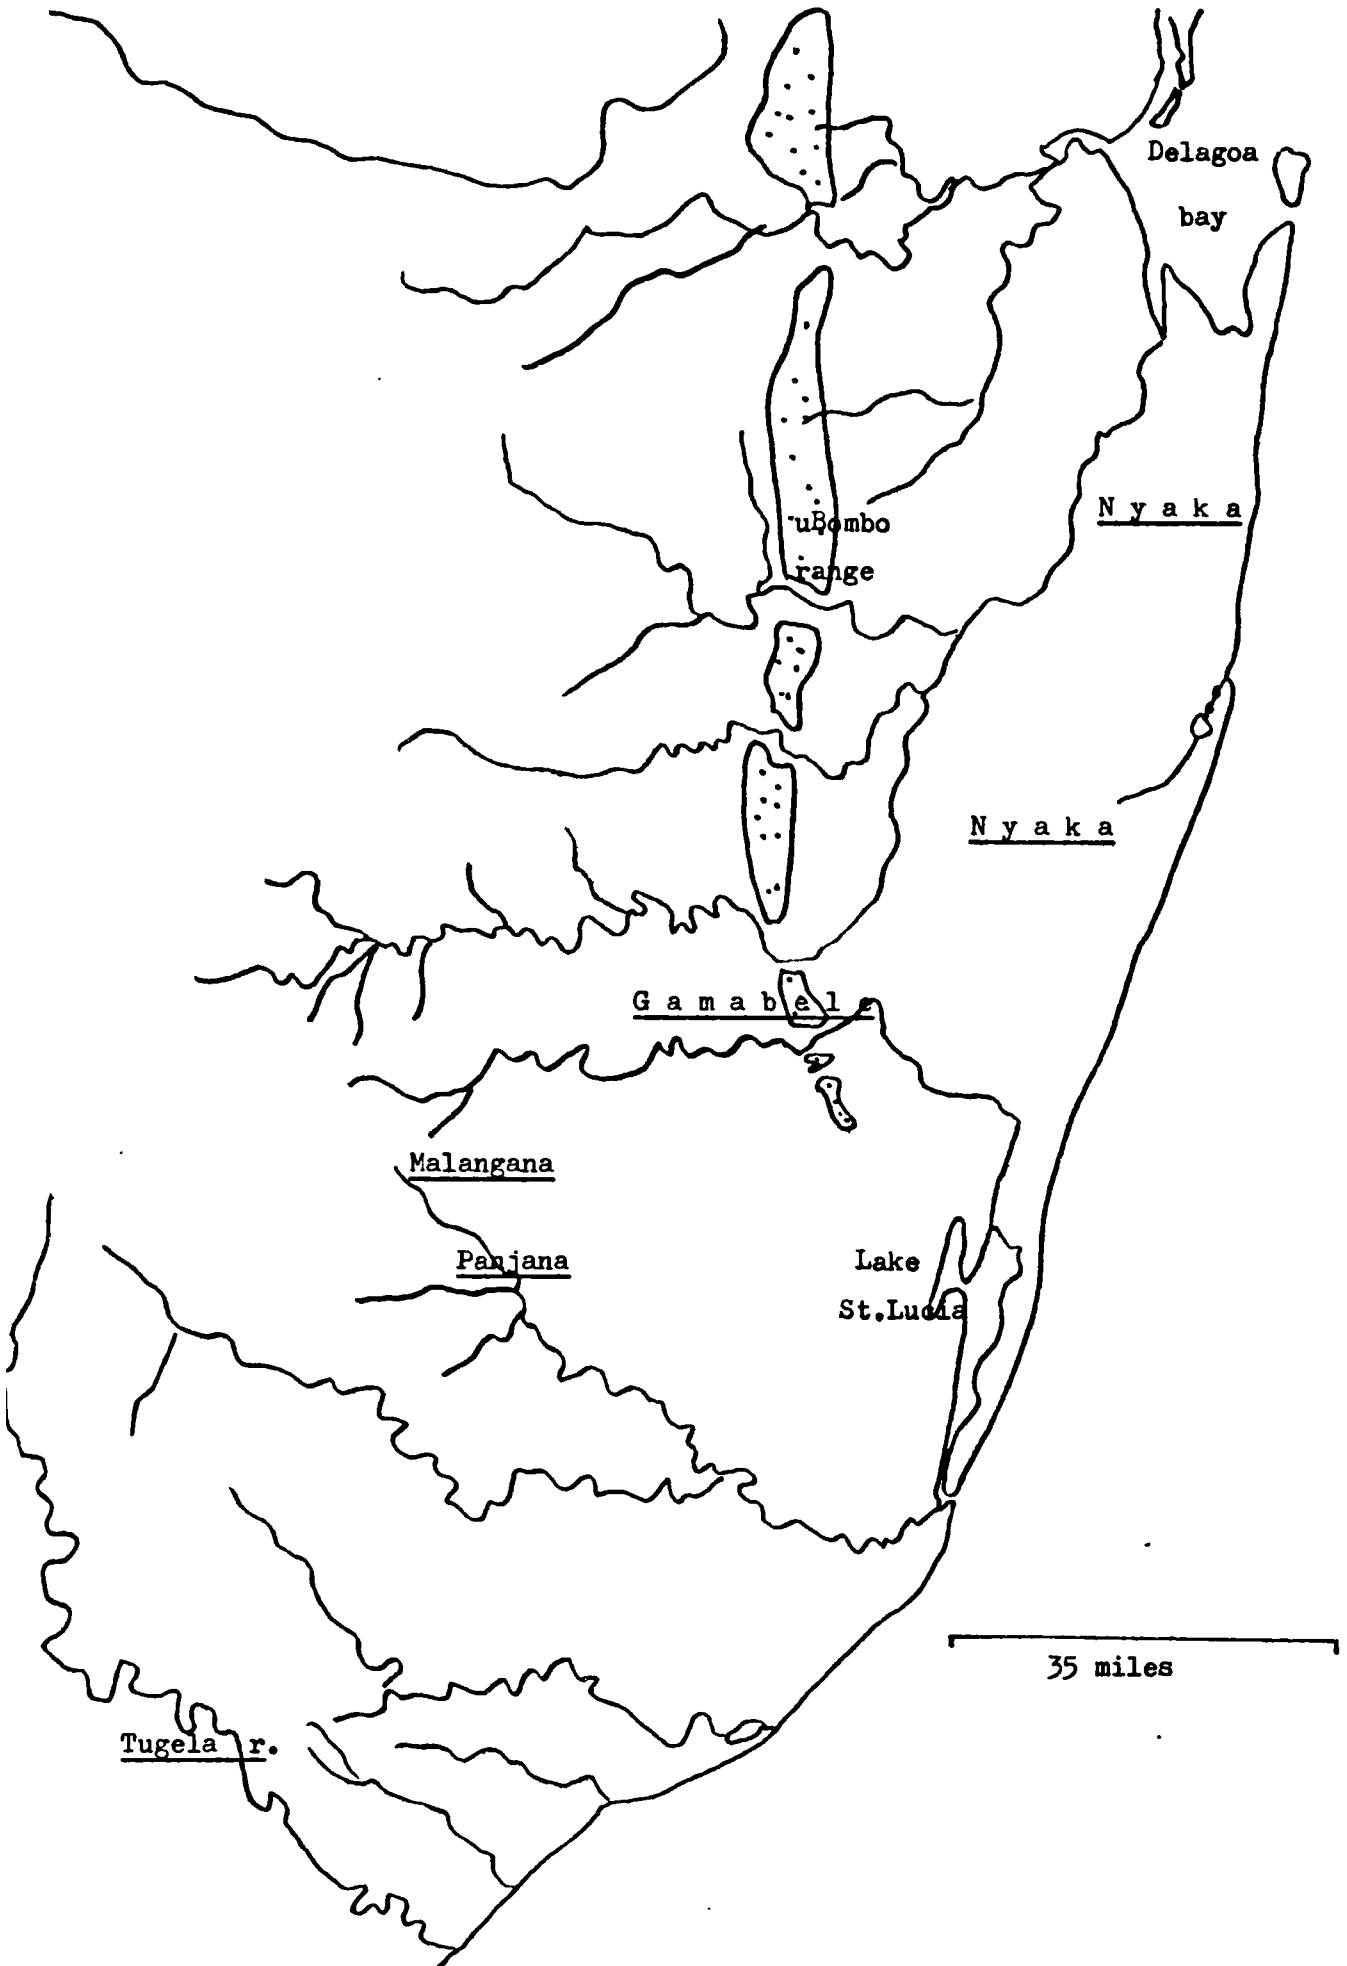 Delagoa
bay
N y a k a
uBombo
range
N y a k a
G a m a b e l e
Malangana
Panjana
Lake
St.Lucia
35 miles
Tugela r.